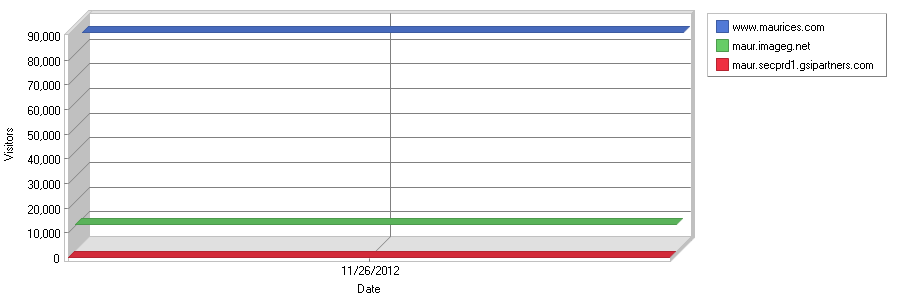 90,000
80,000
70,000
60,000
50,000
40,000
30,000
20,000
10,000
0
Visitors
11/26/2012
Date
www.maurices.com
maur.imageg.net
maur.secprd1.gsipartners.com